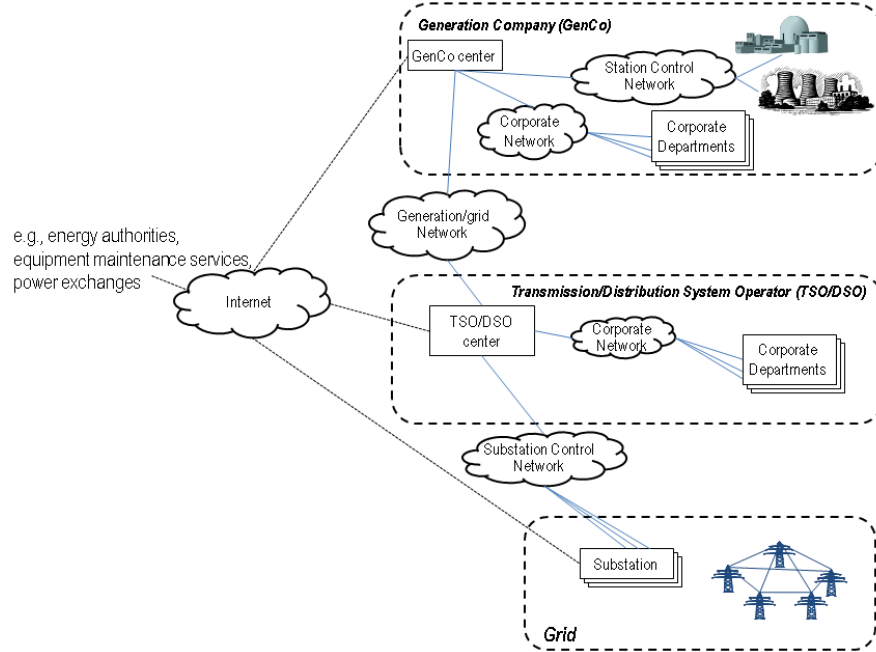 Generation Company (GenCo)
GenCo center
Station Control
Network
Corporate
Network
Corporate
Departments
Generation/grid
Network
e.g., energy authorities,
equipment maintenance services,
power exchanges
Internet
Transmission/Distribution System Operator (TSO/DSO)
TSO/DSO
center
Corporate
Network
Corporate
Departments
Substation Control
Network
Substation
Grid